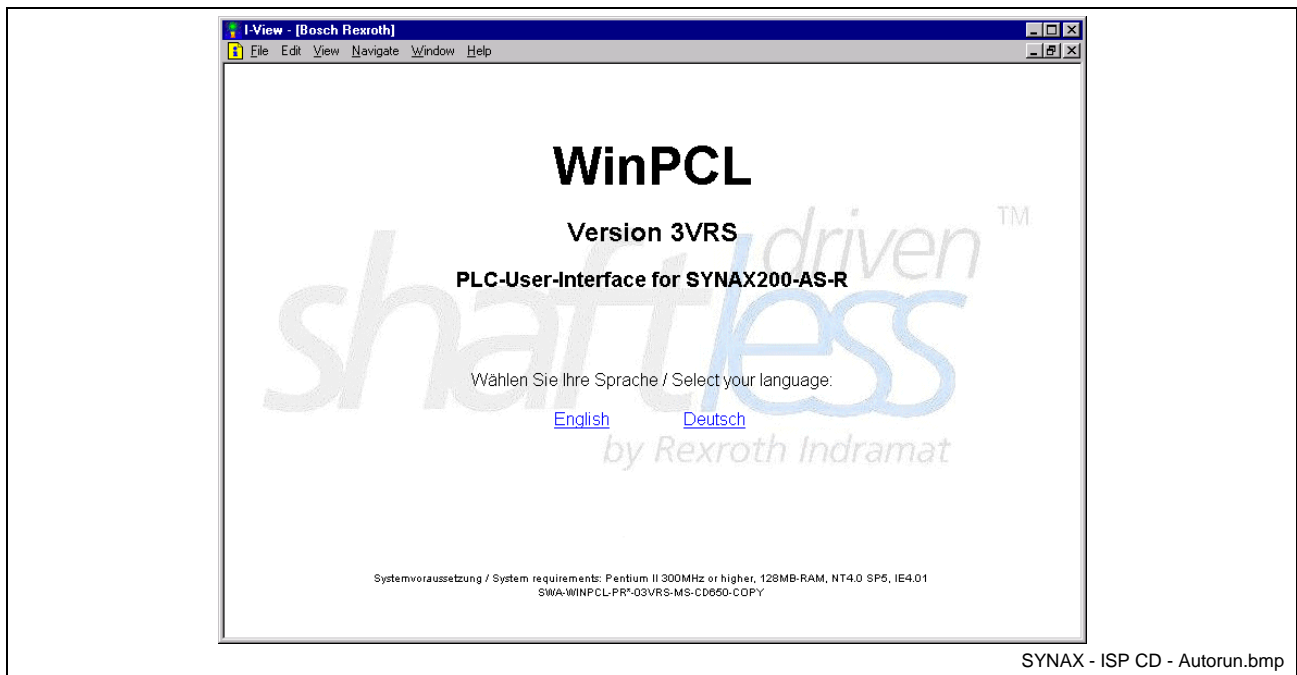 I-View - [Bosch Rexroth]
File Edit View Navigate Window Help
WinPCL
Version 3VRS
PLC-User-Interface for SYNAX200-AS-R
shaftless driven TM
Wählen Sie Ihre Sprache / Select your language:
English Deutsch
by Rexroth Indramat
Systemvoraussetzung / System requirements: Pentium II 300MHz or higher, 128MB-RAM, NT4.0 SP5, IE4.01
SWA-WINPCL-PR*-03VRS-MS-CD650-COPY
SYNAX - ISP CD - Autorun.bmp